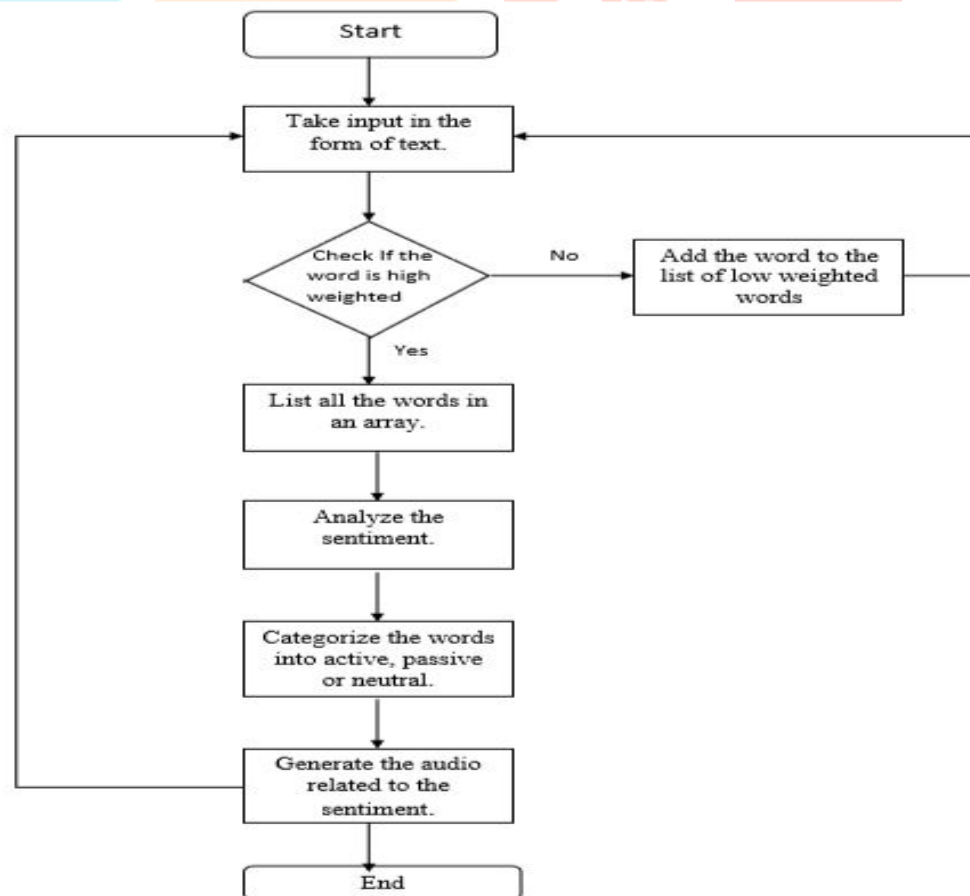 Start
Take input in the
form of text.
Check If the
word is high
weighted
No
Add the word to the
list of low weighted
words
Yes
List all the words in
an array.
Analyze the
sentiment.
Categorize the words
into active, passive
or neutral.
Generate the audio
related to the
sentiment.
End